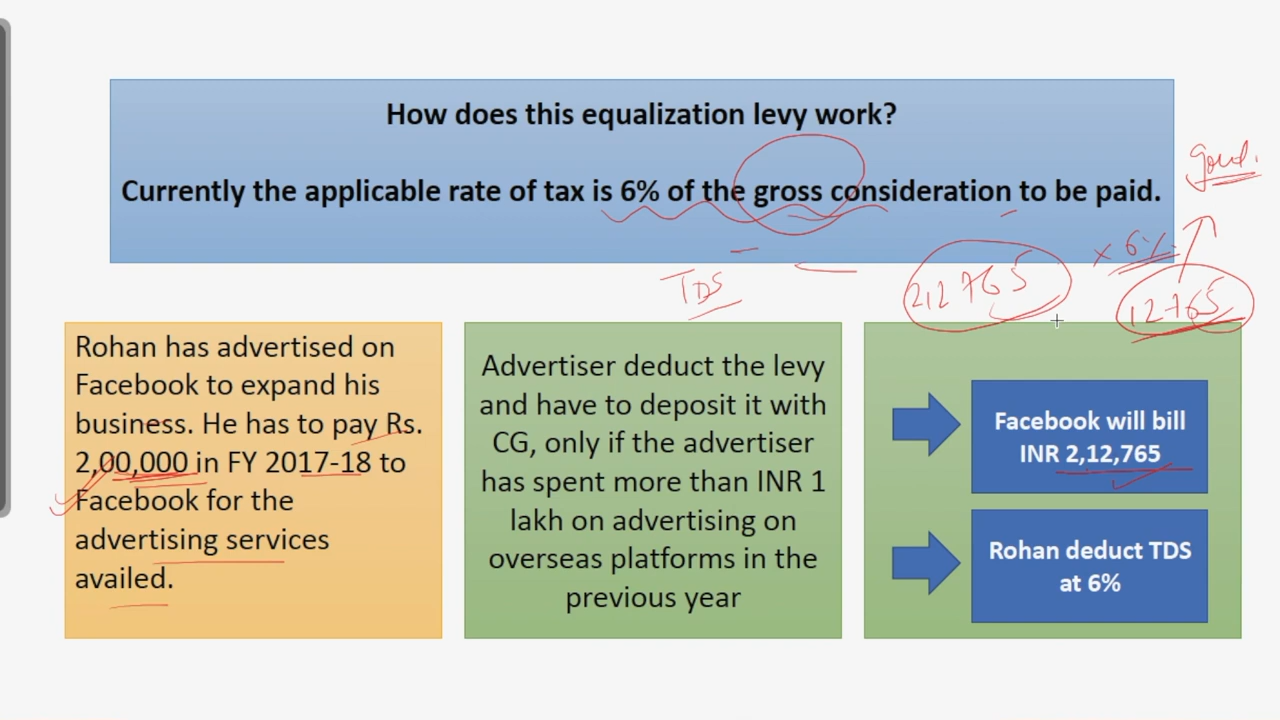 How does this equalization levy work?
Currently the applicable rate of tax is 6% of the gross consideration to be paid.
Govt.
× 6%
TDS
212765
12765
Rohan has advertised on
Facebook to expand his
business. He has to pay Rs.
2,00,000 in FY 2017-18 to
Facebook for the
advertising services
availed.
Advertiser deduct the levy
and have to deposit it with
CG, only if the advertiser
has spent more than INR 1
lakh on advertising on
overseas platforms in the
previous year
Facebook will bill
INR 2,12,765
Rohan deduct TDS
at 6%